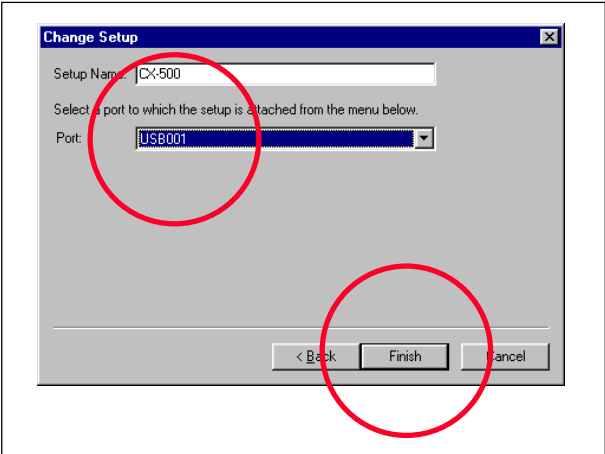 Change Setup
Setup Name: CX-500
Select a port to which the setup is attached from the menu below.
Port: USB001
< Back Finish Cancel